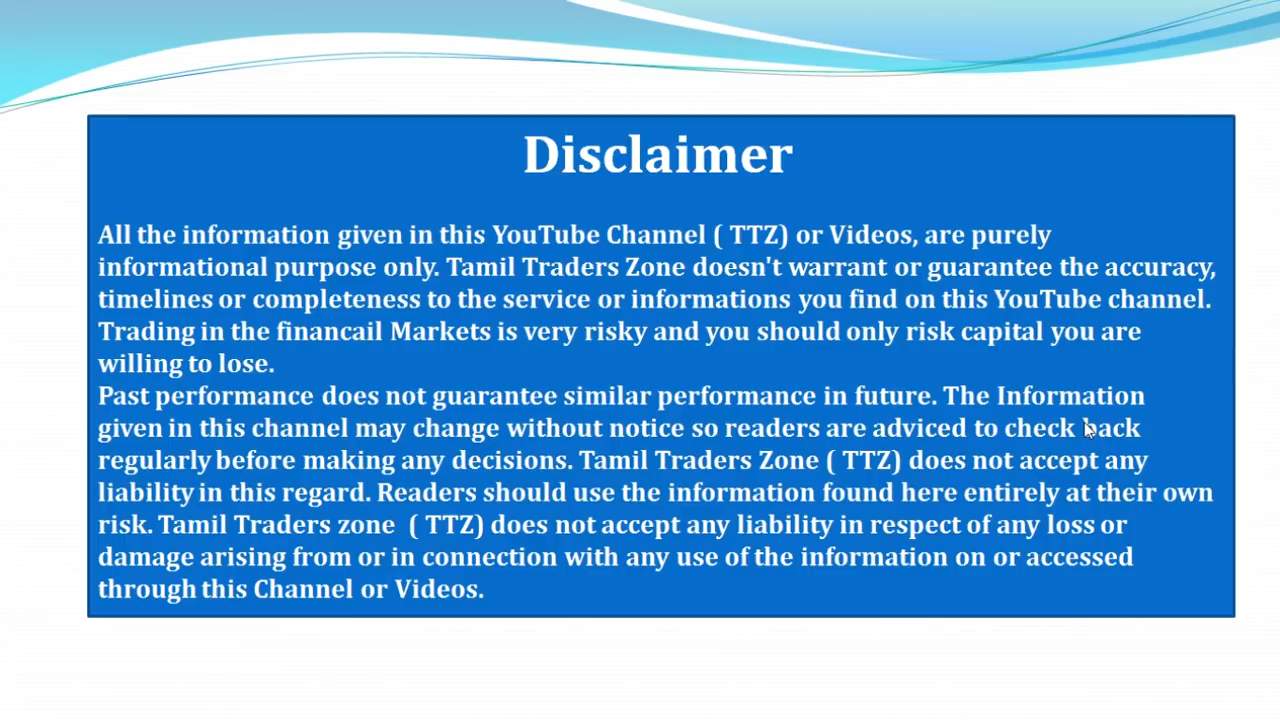 Disclaimer
All the information given in this YouTube Channel ( TTZ) or Videos, are purely
informational purpose only. Tamil Traders Zone doesn't warrant or guarantee the accuracy,
timelines or completeness to the service or informations you find on this YouTube channel.
Trading in the financail Markets is very risky and you should only risk capital you are
willing to lose.
Past performance does not guarantee similar performance in future. The Information
given in this channel may change without notice so readers are adviced to check back
regularly before making any decisions. Tamil Traders Zone ( TTZ) does not accept any
liability in this regard. Readers should use the information found here entirely at their own
risk. Tamil Traders zone  ( TTZ) does not accept any liability in respect of any loss or
damage arising from or in connection with any use of the information on or accessed
through this Channel or Videos.